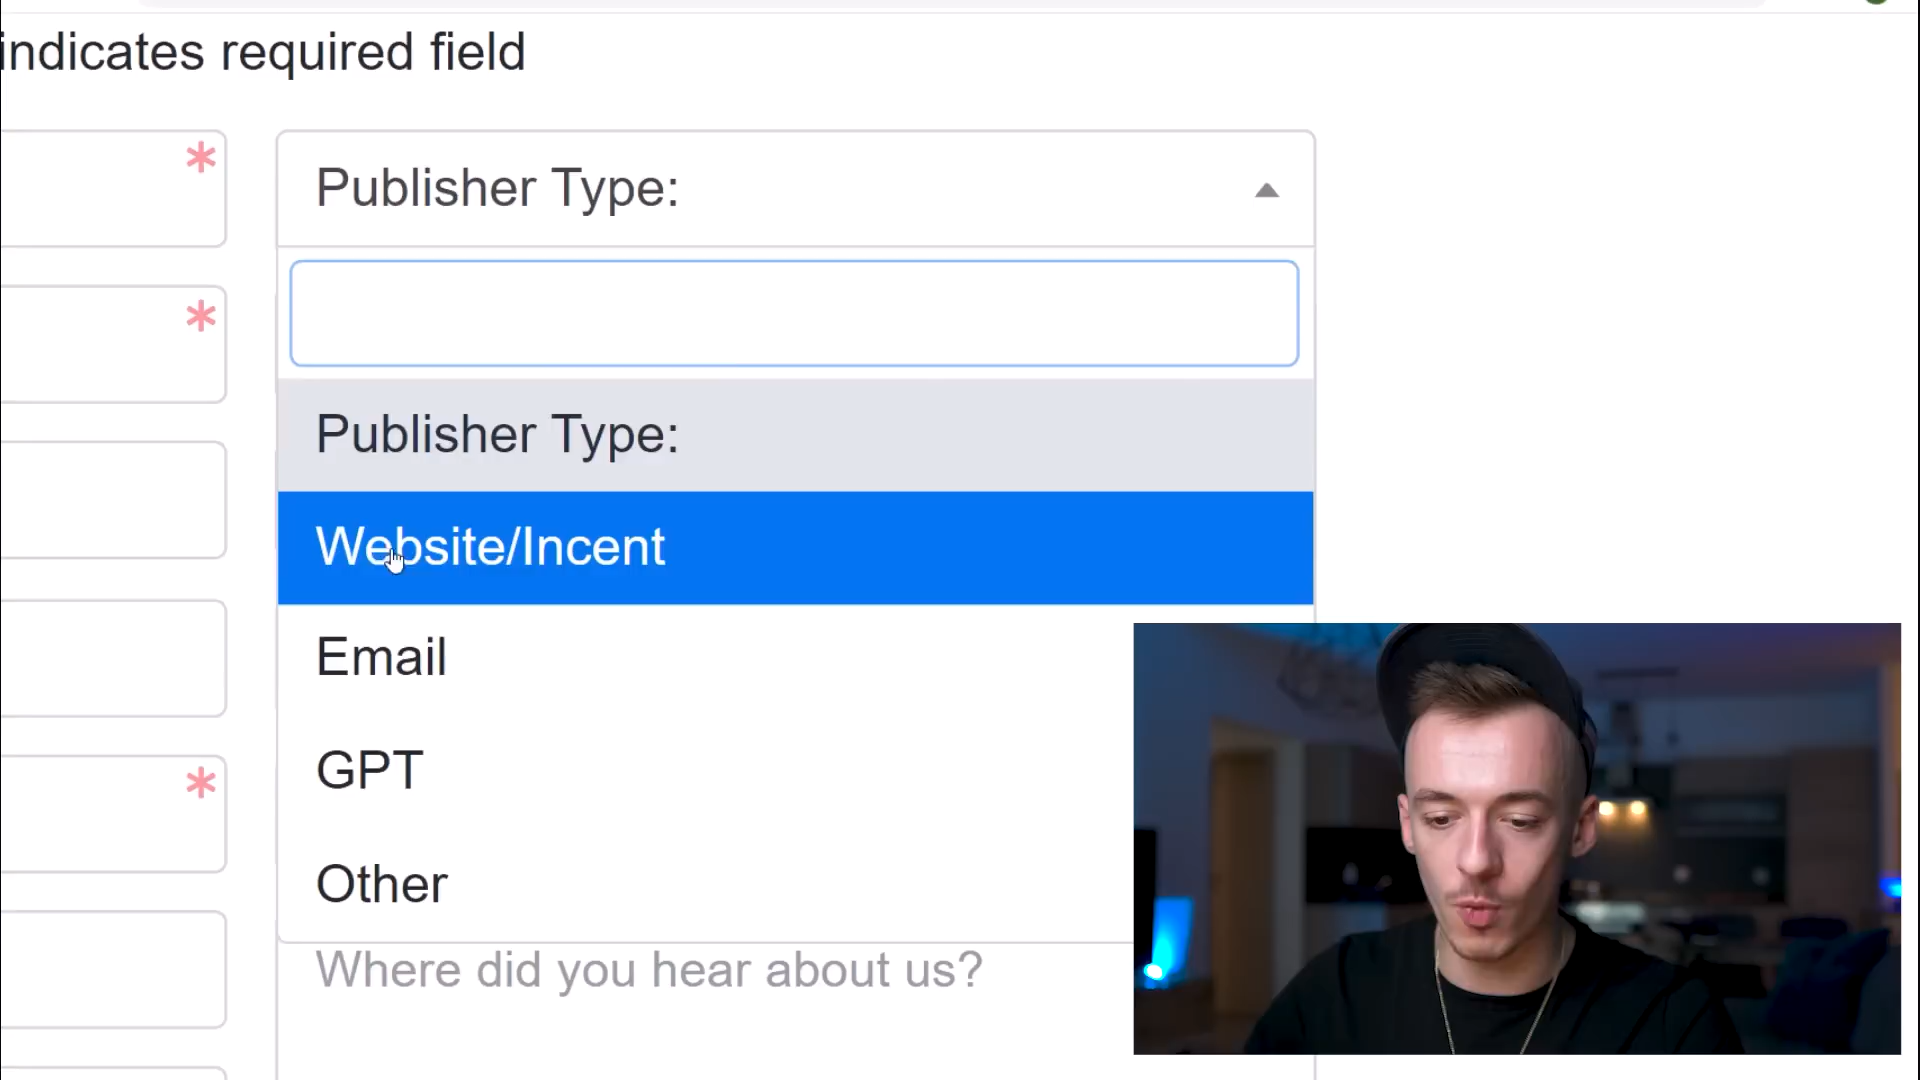 indicates required field
*
Publisher Type:
*
Publisher Type:
Website/Incent
Email
GPT
*
Other
Where did you hear about us?